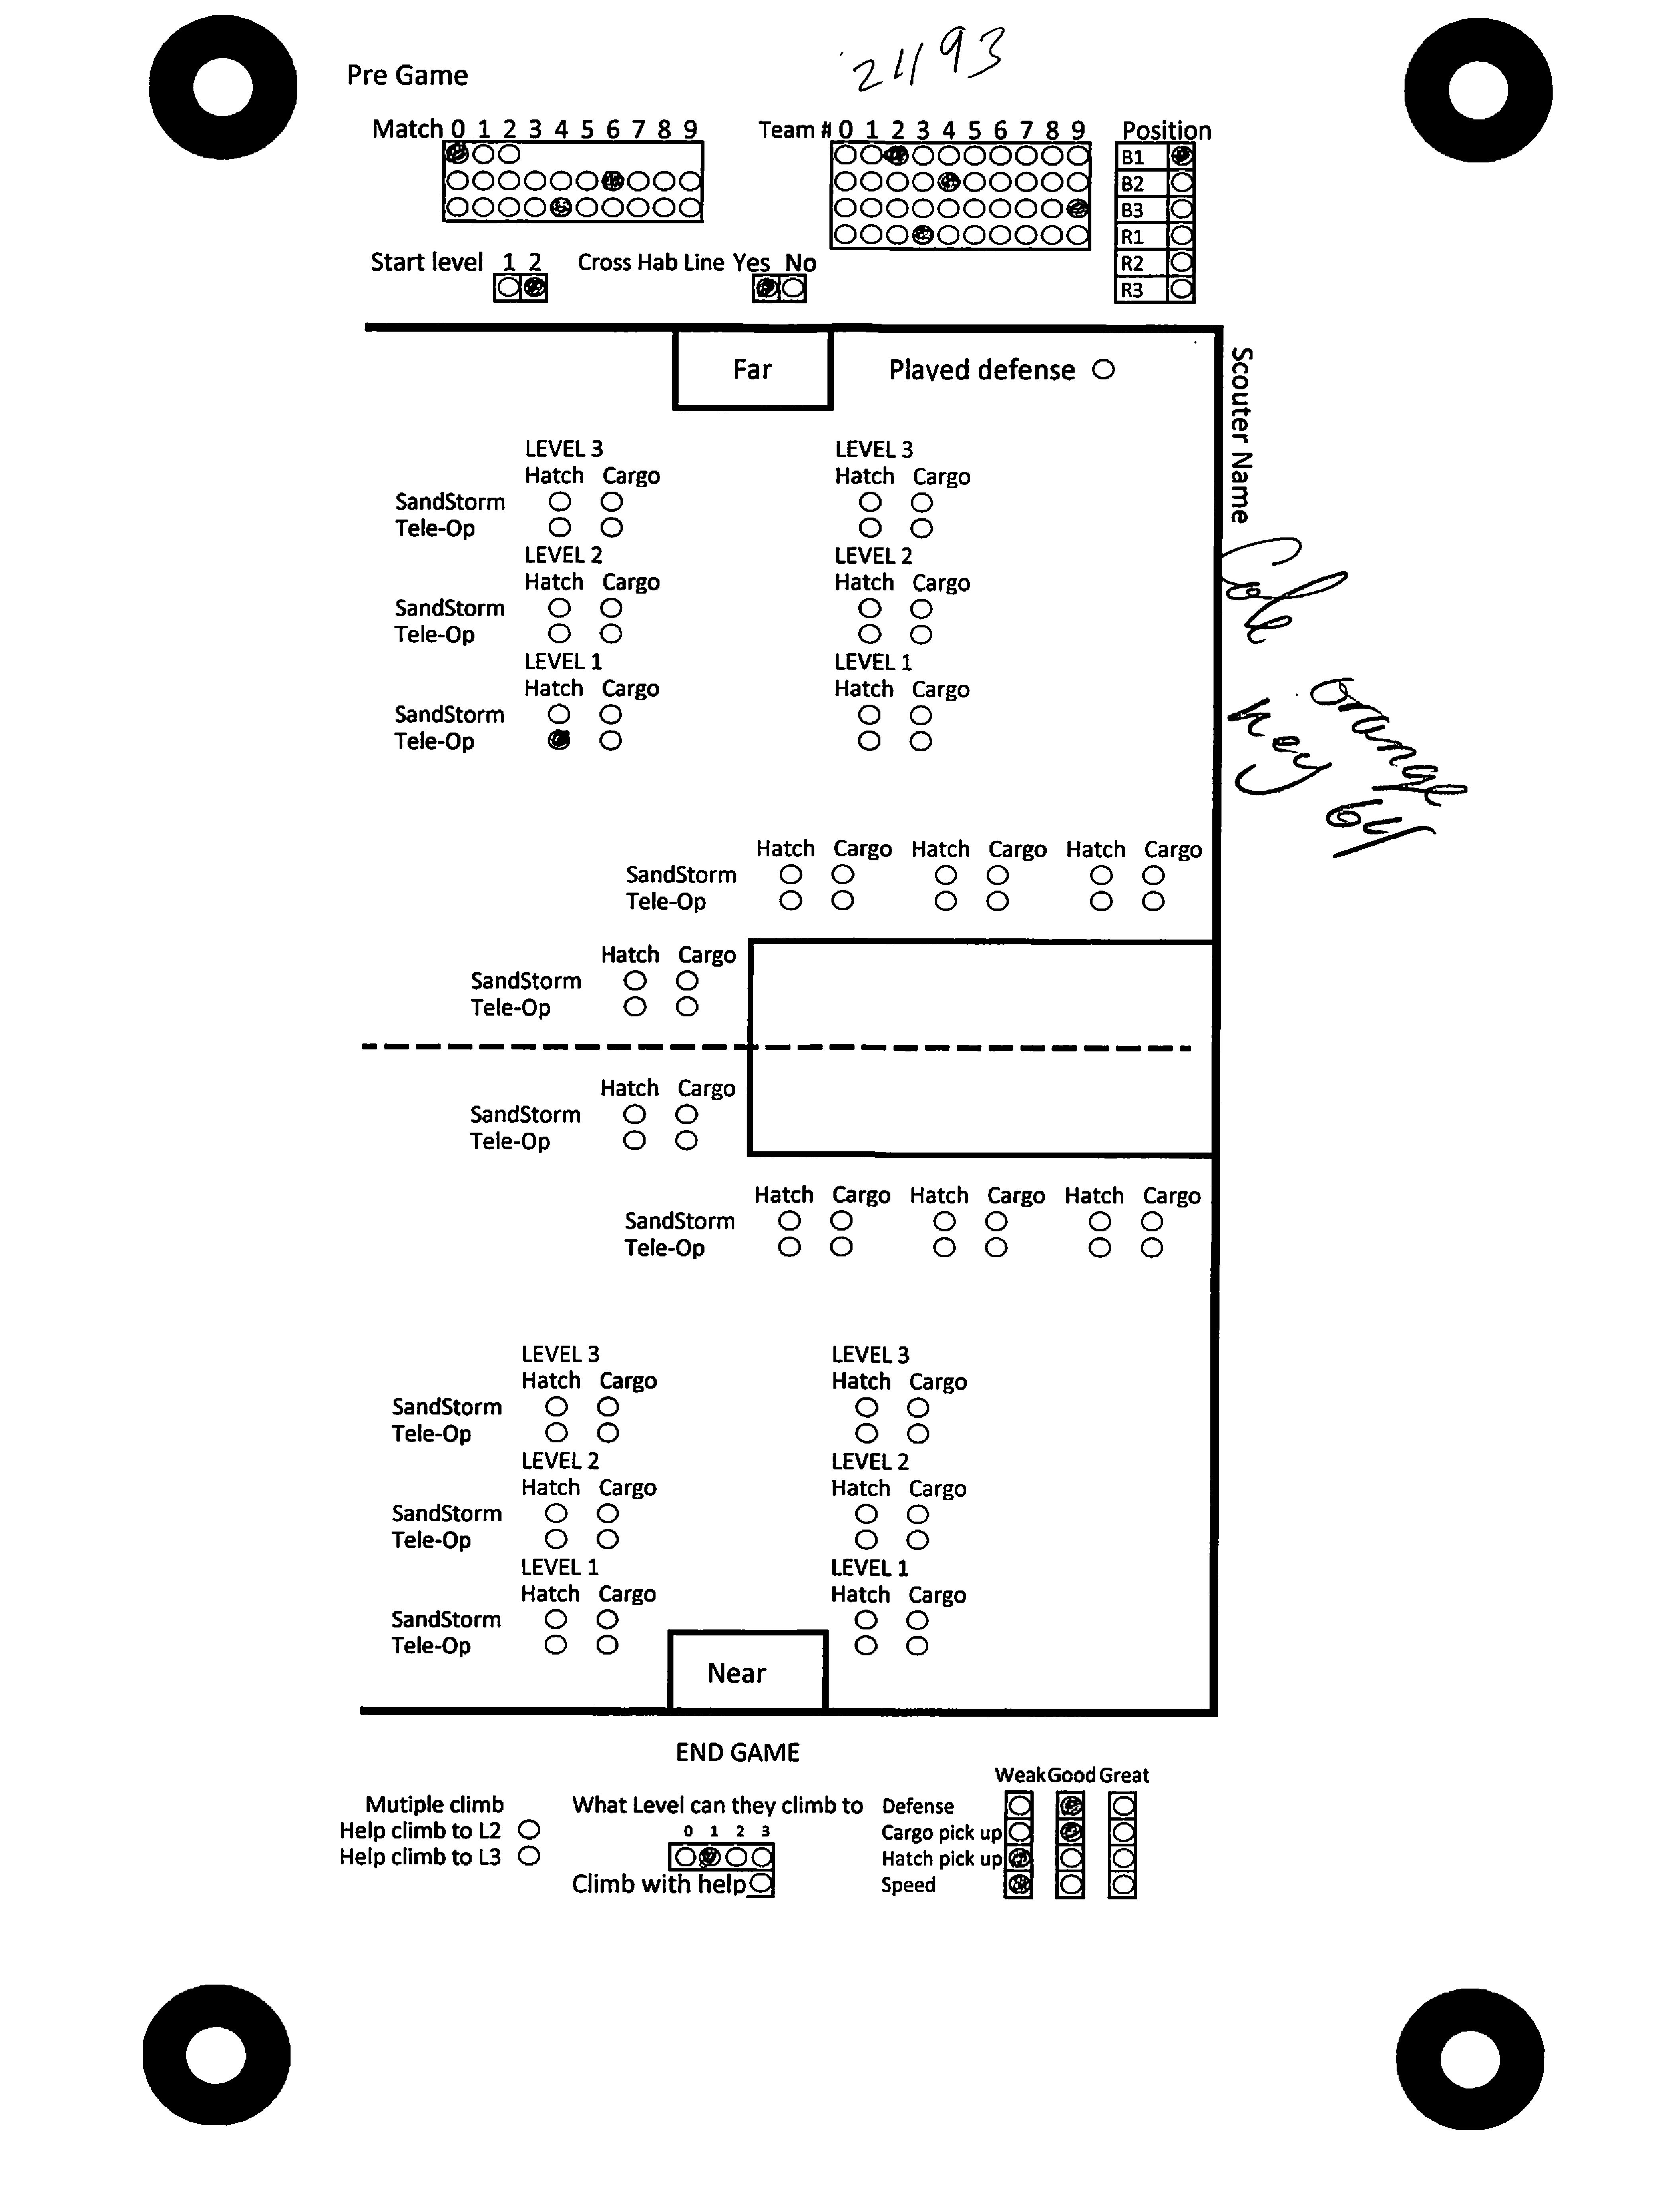 2493
Pre Game
Match 0 1 2 3 4 5 6 7 8 9
Team # 0 1 2 3 4 5 6 7 8 9
Position
B1
B2
B3
R1
R2
R3
Start level 1 2
Cross Hab Line Yes No
Far
Played defense
Scouter Name
Cole
orange
hey 64
LEVEL 3 LEVEL 3
Hatch Cargo Hatch Cargo
SandStorm
Tele-Op
LEVEL 2 LEVEL 2
Hatch Cargo Hatch Cargo
SandStorm
Tele-Op
LEVEL 1 LEVEL 1
Hatch Cargo Hatch Cargo
SandStorm
Tele-Op
Hatch Cargo Hatch Cargo Hatch Cargo
SandStorm
Tele-Op
Hatch Cargo
SandStorm
Tele-Op
Hatch Cargo
SandStorm
Tele-Op
Hatch Cargo Hatch Cargo Hatch Cargo
SandStorm
Tele-Op
LEVEL 3 LEVEL 3
Hatch Cargo Hatch Cargo
SandStorm
Tele-Op
LEVEL 2 LEVEL 2
Hatch Cargo Hatch Cargo
SandStorm
Tele-Op
LEVEL 1 LEVEL 1
Hatch Cargo Hatch Cargo
SandStorm
Tele-Op
Near
END GAME
Mutiple climb
Help climb to L2
Help climb to L3
What Level can they climb to
0 1 2 3
Climb with help
Weak Good Great
Defense
Cargo pick up
Hatch pick up
Speed